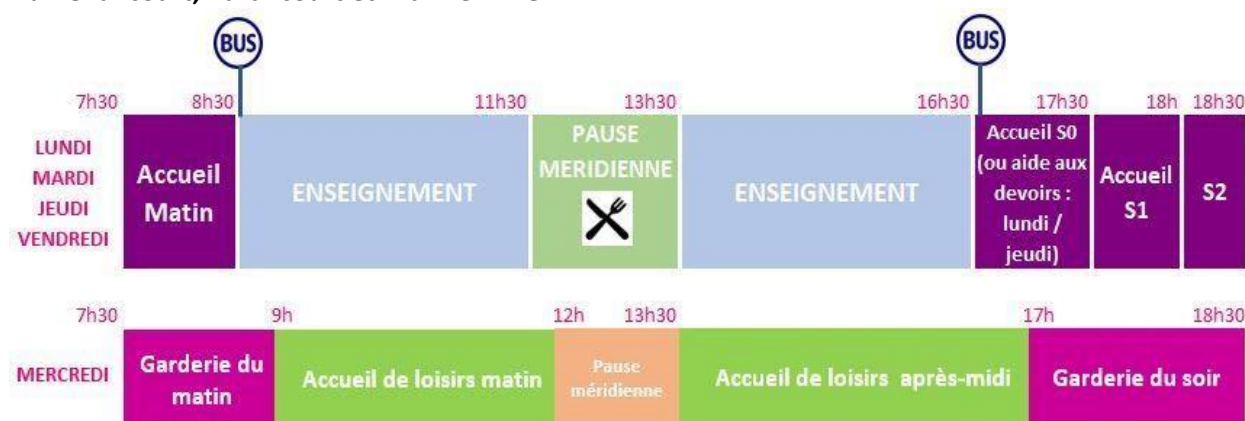 BUS BUS
7h30 8h30 11h30 13h30 16h30 17h30 18h 18h30
LUNDI
MARDI
JEUDI
VENDREDI
Accueil
Matin
ENSEIGNEMENT
PAUSE
MERIDIENNE
ENSEIGNEMENT
Accueil S0
(ou aide aux
devoirs :
lundi /
jeudi)
Accueil
S1
S2
7h30 9h 12h 13h30 17h 18h30
MERCREDI
Garderie du
matin
Accueil de loisirs matin
Pause
méridienne
Accueil de loisirs après-midi
Garderie du soir